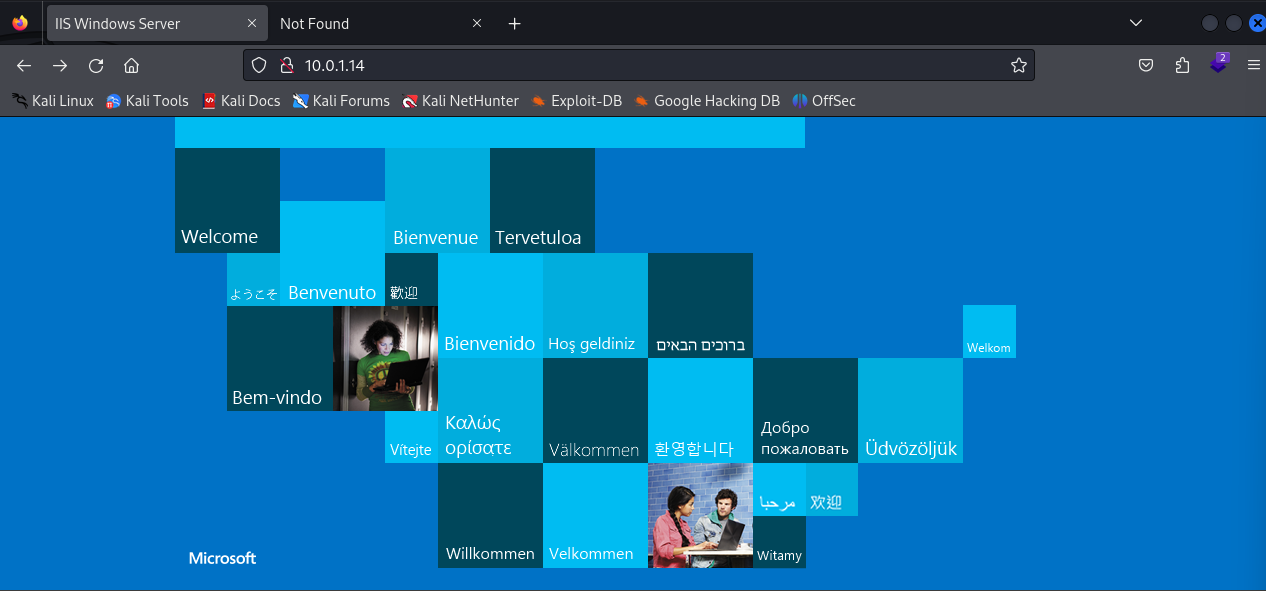 IIS Windows Server
Not Found
10.0.1.14
2
Kali Linux
Kali Tools
Kali Docs
Kali Forums
Kali NetHunter
Exploit-DB
Google Hacking DB
OffSec
Welcome
Bienvenue
Tervetuloa
ようこそ
Benvenuto
歡迎
Bienvenido
Hoş geldiniz
ברוכים הבאים
Welkom
Bem-vindo
Vítejte
Καλώς
ορίσατε
Välkommen
환영합니다
Добро
пожаловать
Üdvözöljük
Microsoft
Willkommen
Velkommen
مرحبا
欢迎
Witamy